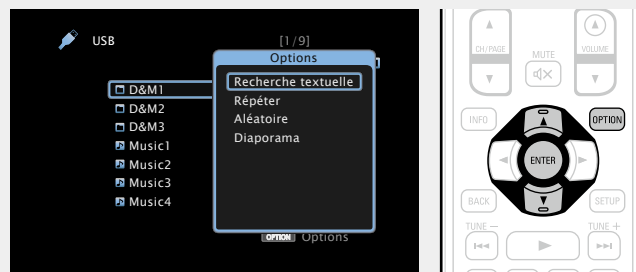 USB
[1/9]
Options
Recherche textuelle
Répéter
Aléatoire
Diaporama
D&M1
D&M2
D&M3
Music1
Music2
Music3
Music4
OPTION Options
CH/PAGE
MUTE
VOLUME
INFO
OPTION
ENTER
BACK
SETUP
TUNE –
TUNE +